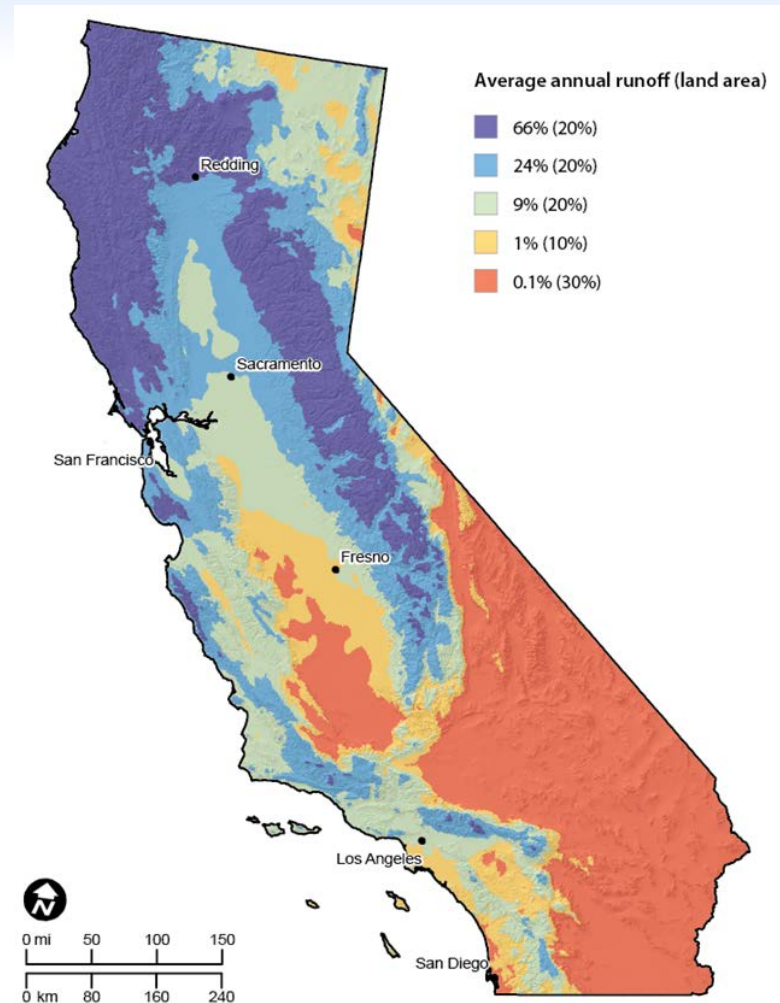 Average annual runoff (land area)
66% (20%)
24% (20%)
9% (20%)
1% (10%)
0.1% (30%)
Redding
Sacramento
San Francisco
Fresno
Los Angeles
San Diego
N
0 mi 50 100 150
0 km 80 160 240